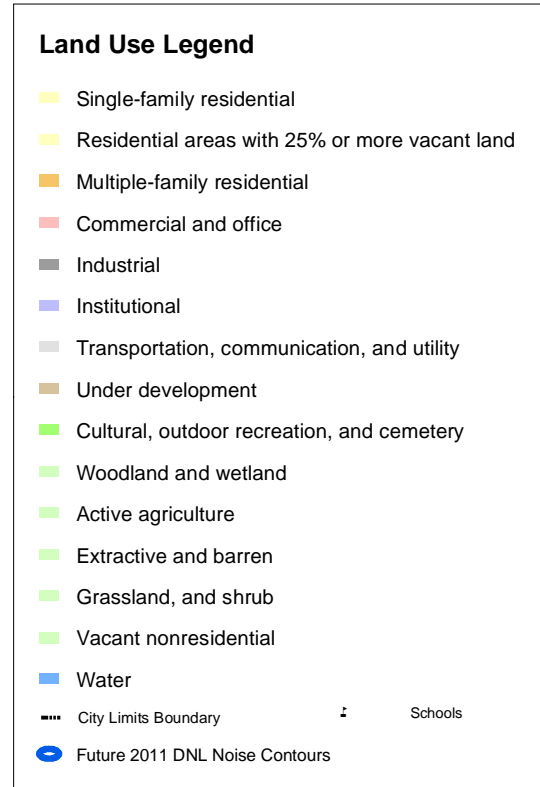 Land Use Legend
Single-family residential
Residential areas with 25% or more vacant land
Multiple-family residential
Commercial and office
Industrial
Institutional
Transportation, communication, and utility
Under development
Cultural, outdoor recreation, and cemetery
Woodland and wetland
Active agriculture
Extractive and barren
Grassland, and shrub
Vacant nonresidential
Water
City Limits Boundary Schools
Future 2011 DNL Noise Contours